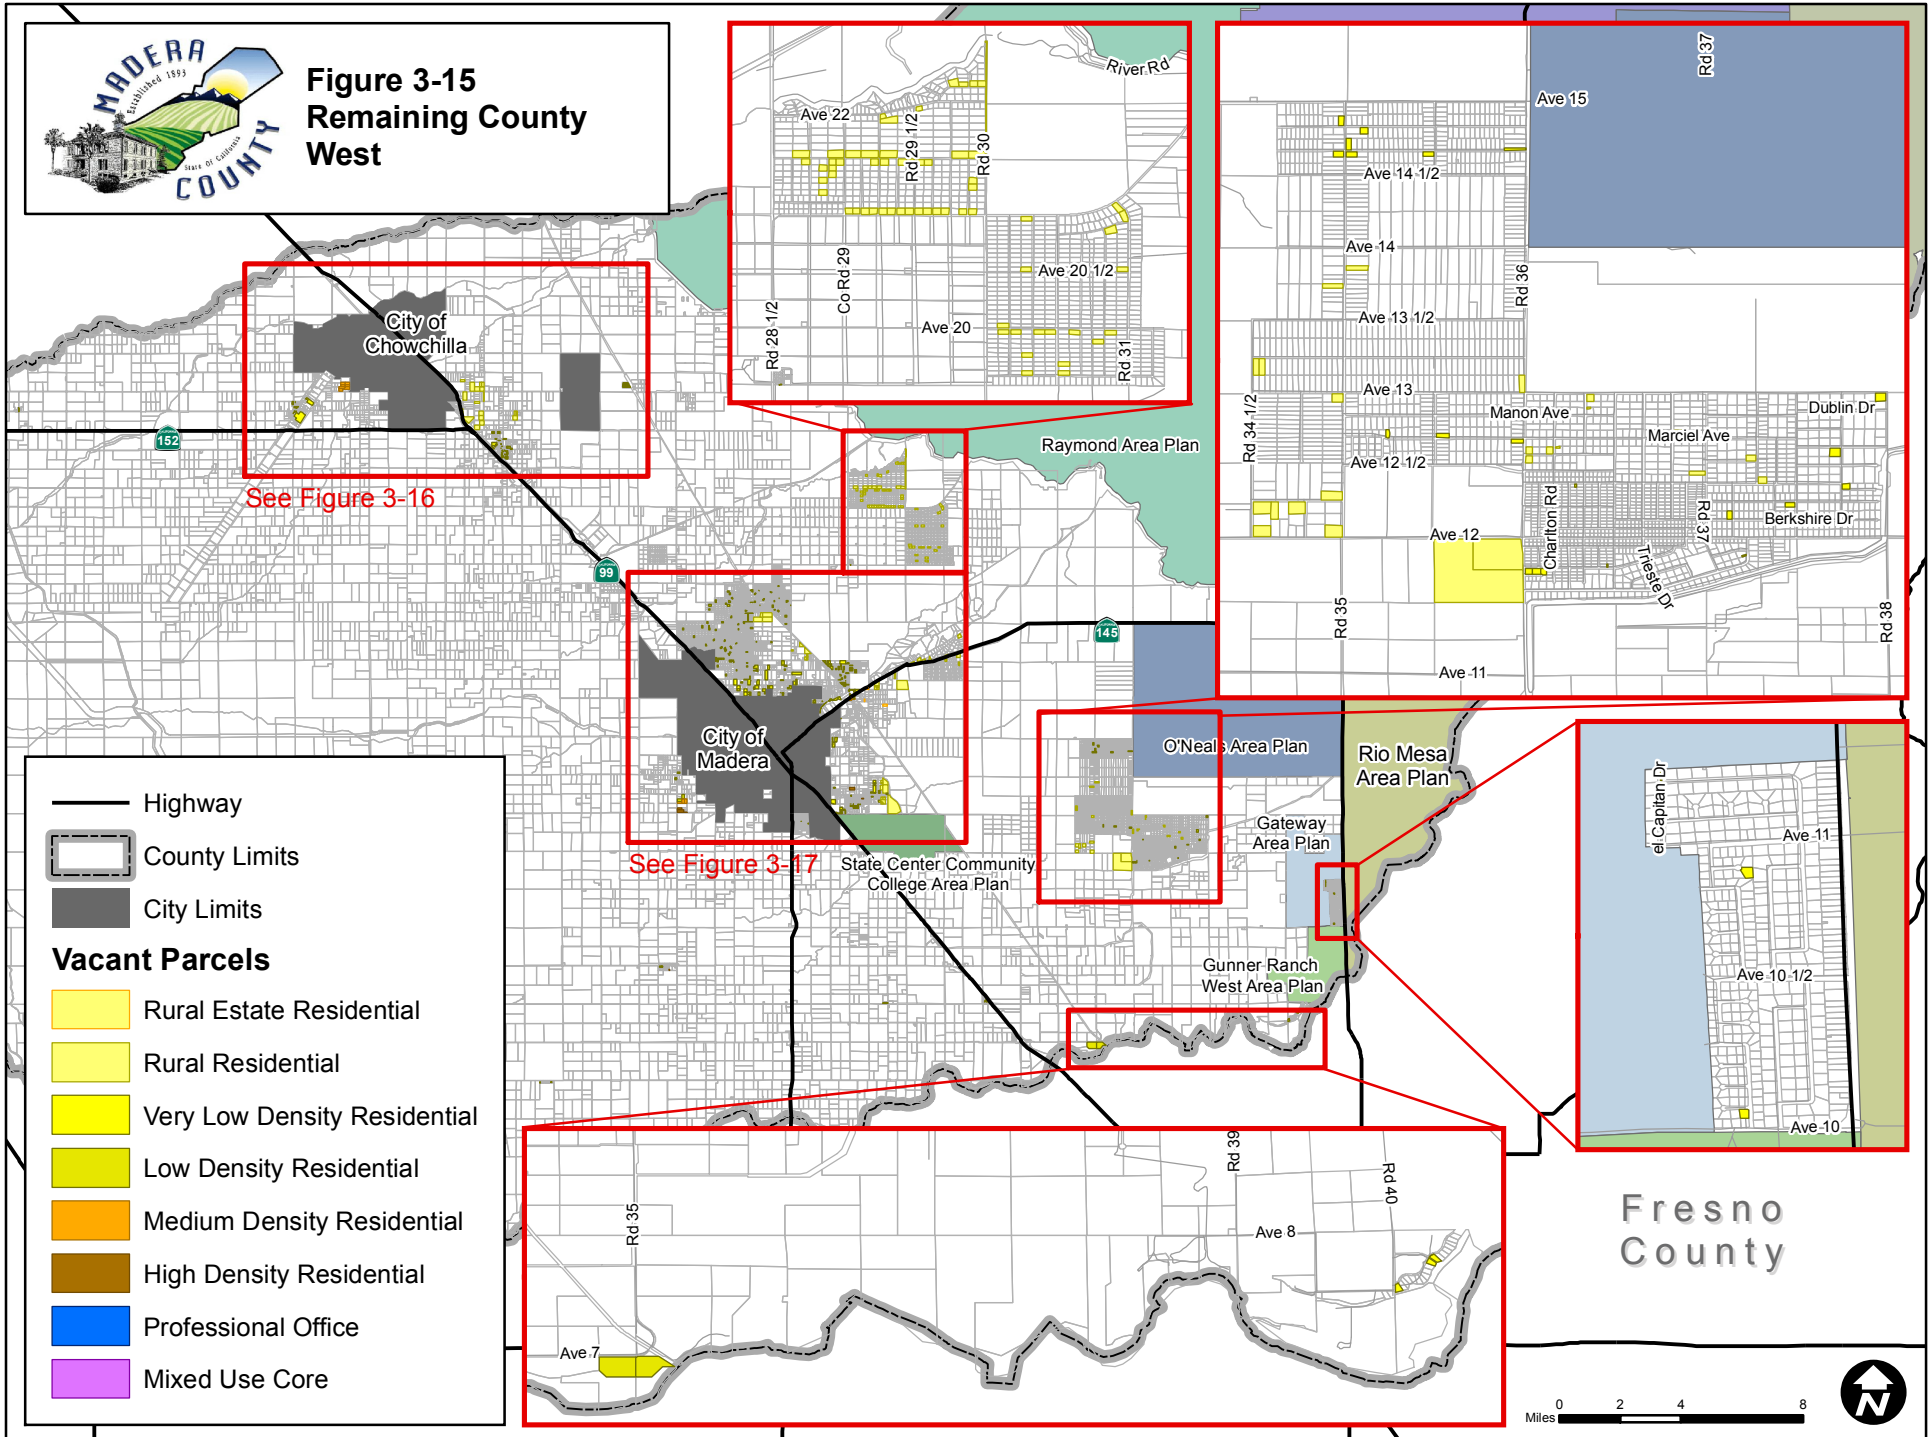 MADERA
Established 1893
State Of California
COUNTY
Figure 3-15
Remaining County
West
River Rd
Ave 22
Rd 29 1/2
Rd 30
Co Rd 29
Ave 20 1/2
Ave 20
Rd 28 1/2
Rd 31
Rd 37
Ave 15
Ave 14 1/2
Ave 14
Rd 36
Ave 13 1/2
Ave 13
Manon Ave
Dublin Dr
Marciel Ave
Rd 34 1/2
Ave 12 1/2
Charlton Rd
Rd 37
Berkshire Dr
Ave 12
Trieste Dr
Rd 35
Rd 38
Ave 11
City of
Chowchilla
152
See Figure 3-16
Raymond Area Plan
CALIFORNIA
99
145
City of
Madera
O'Neals Area Plan
Rio Mesa
Area Plan
Gateway
Area Plan
See Figure 3-17
State Center Community
College Area Plan
Gunner Ranch
West Area Plan
el Capitan Dr
Ave 11
Ave 10 1/2
Ave 10
Highway
County Limits
City Limits
Vacant Parcels
Rural Estate Residential
Rural Residential
Very Low Density Residential
Low Density Residential
Medium Density Residential
High Density Residential
Professional Office
Mixed Use Core
Rd 35
Rd 39
Rd 40
Ave 8
Ave 7
Fresno
County
0 2 4 8
Miles
N